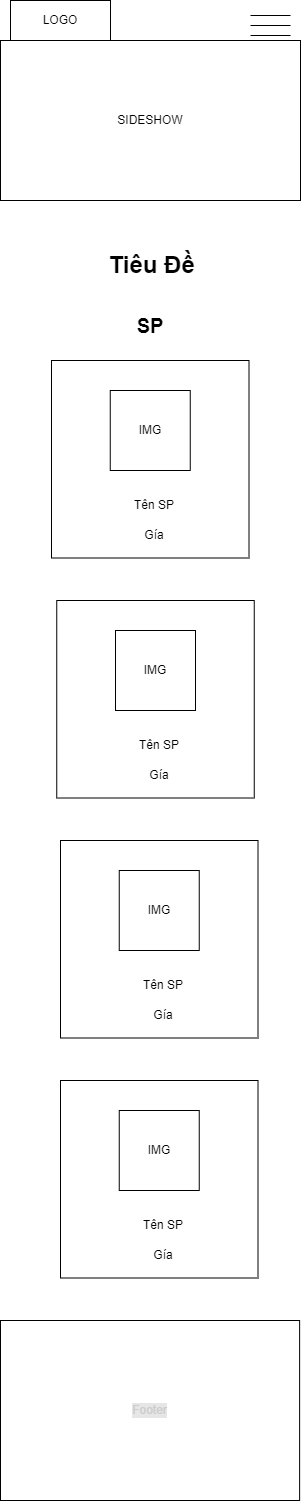 LOGO
SIDESHOW
Tiêu Đề
SP
IMG
Tên SP
Gía
IMG
Tên SP
Gía
IMG
Tên SP
Gía
IMG
Tên SP
Gía
Footer